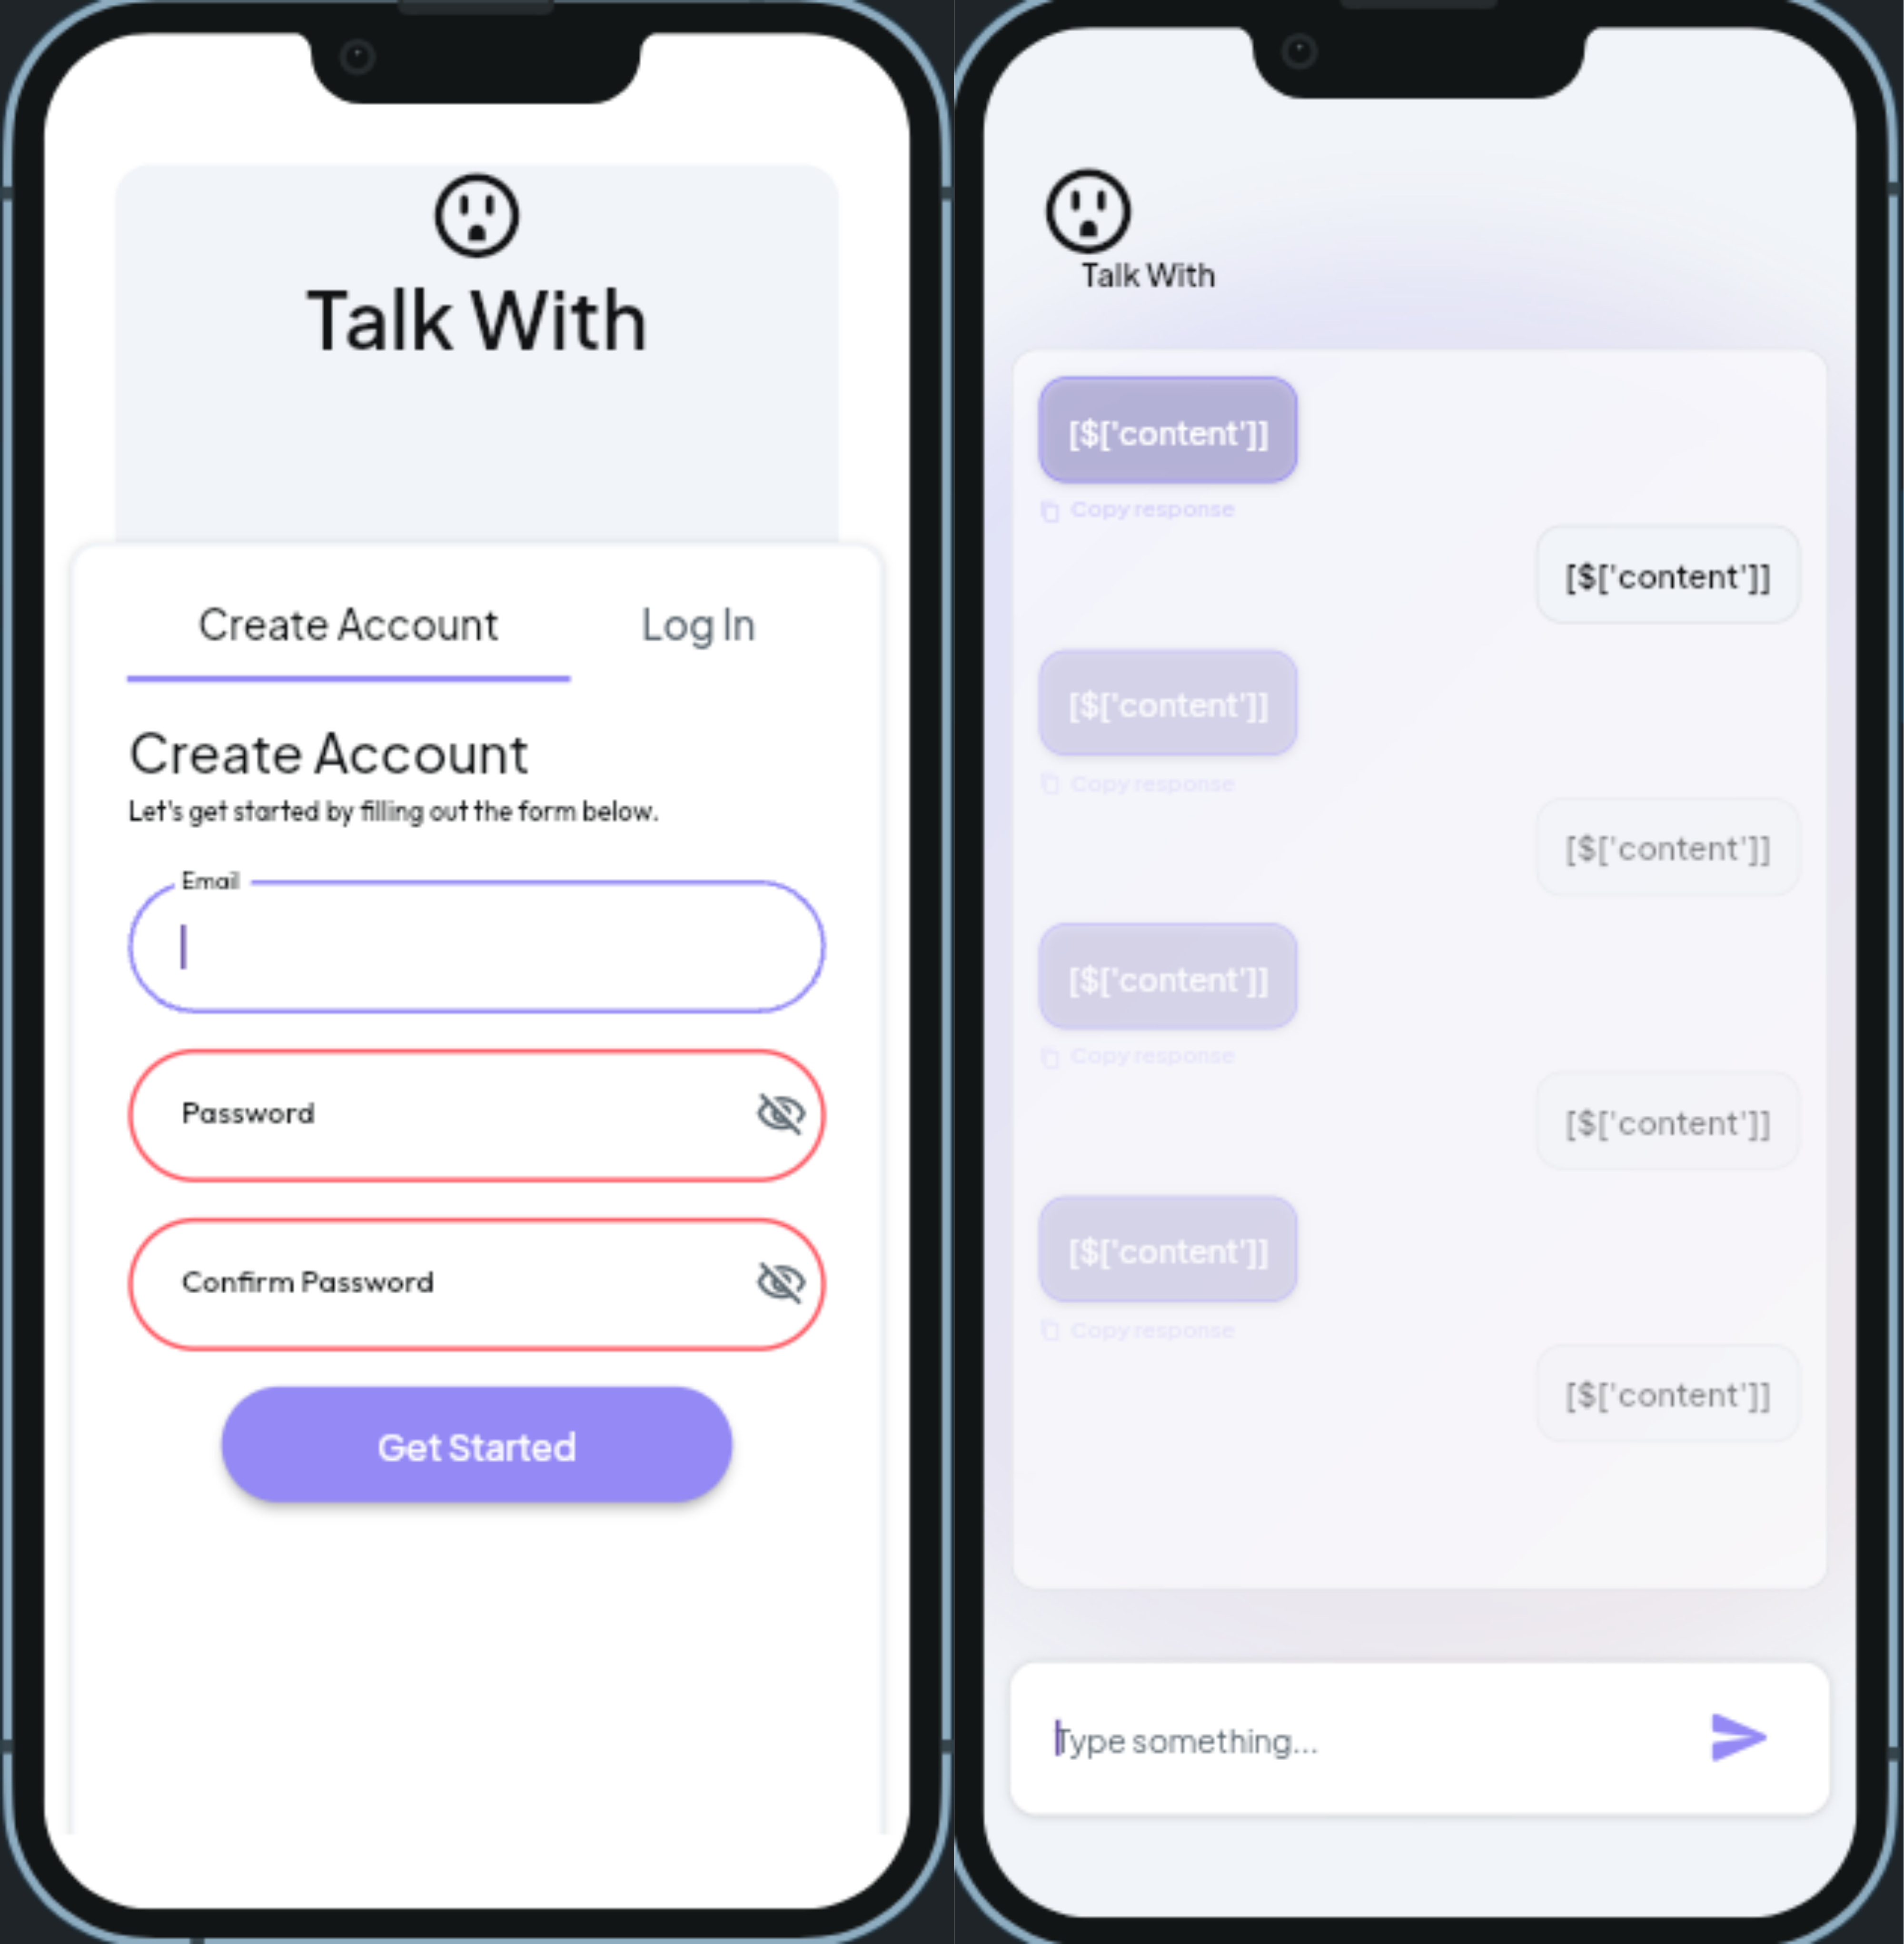 Talk With
Create Account
Log In
Create Account
Let's get started by filling out the form below.
Email
Password
Confirm Password
Get Started
Talk With
[$['content']]
Copy response
[$['content']]
[$['content']]
Copy response
[$['content']]
[$['content']]
Copy response
[$['content']]
[$['content']]
Copy response
[$['content']]
Type something...